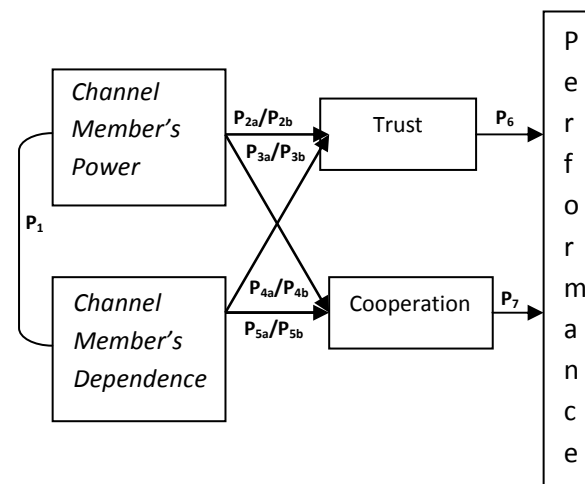 Channel
Member's
Power
P1
Channel
Member's
Dependence
P2a/P2b
P3a/P3b
P4a/P4b
P5a/P5b
Trust
Cooperation
P6
P7
P
e
r
f
o
r
m
a
n
c
e